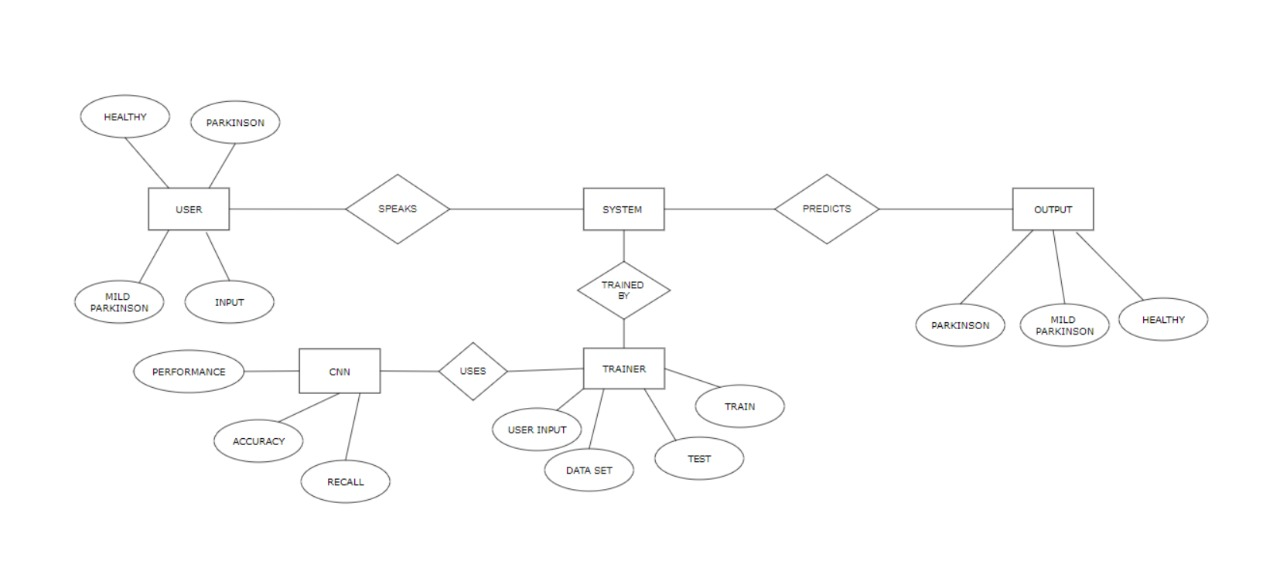 HEALTHY
PARKINSON
USER
SPEAKS
SYSTEM
PREDICTS
OUTPUT
MILD
PARKINSON
INPUT
TRAINED
BY
PARKINSON
MILD
PARKINSON
HEALTHY
PERFORMANCE
CNN
USES
TRAINER
TRAIN
USER INPUT
ACCURACY
DATA SET
TEST
RECALL